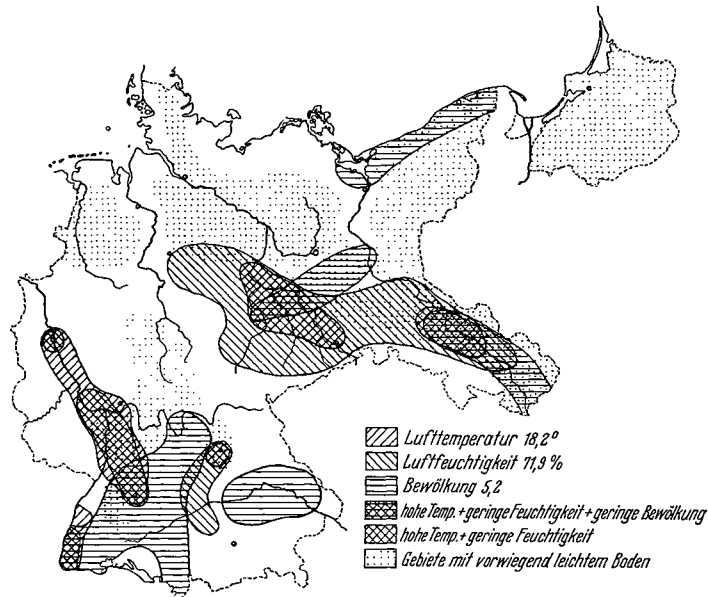 Lufttemperatur 18,2°
Luftfeuchtigkeit 71,9 %
Bewölkung 5,2
hohe Temp. + geringe Feuchtigkeit + geringe Bewölkung
hohe Temp. + geringe Feuchtigkeit
Gebiete mit vorwiegend leichtem Boden